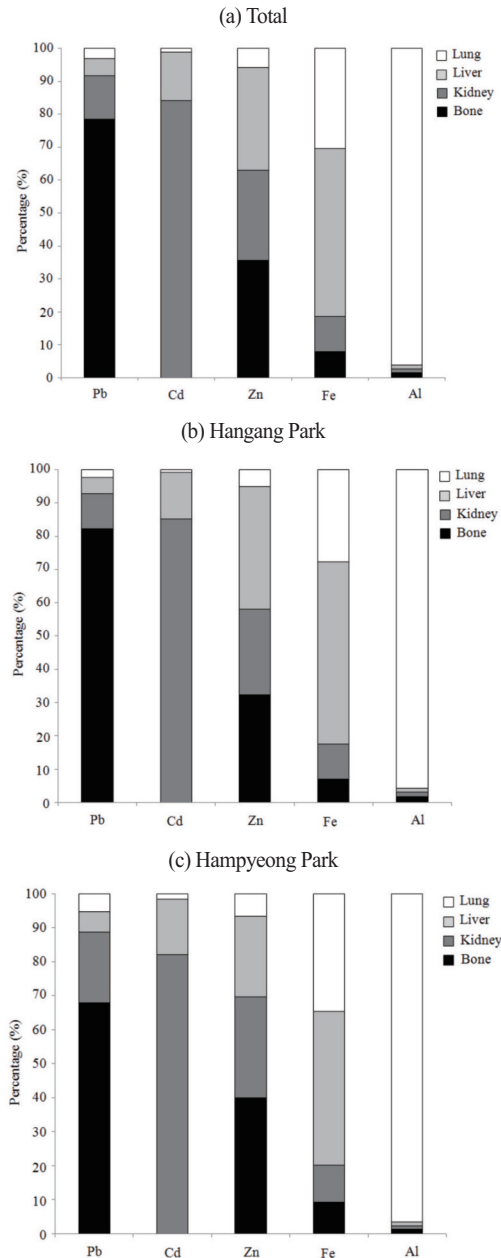 (a) Total
100
90
80
70
60
50
40
30
20
10
0
Percentage (%)
Pb Cd Zn Fe Al
Lung
Liver
Kidney
Bone
(b) Hangang Park
100
90
80
70
60
50
40
30
20
10
0
Percentage (%)
Pb Cd Zn Fe Al
Lung
Liver
Kidney
Bone
(c) Hampyeong Park
100
90
80
70
60
50
40
30
20
10
0
Percentage (%)
Pb Cd Zn Fe Al
Lung
Liver
Kidney
Bone